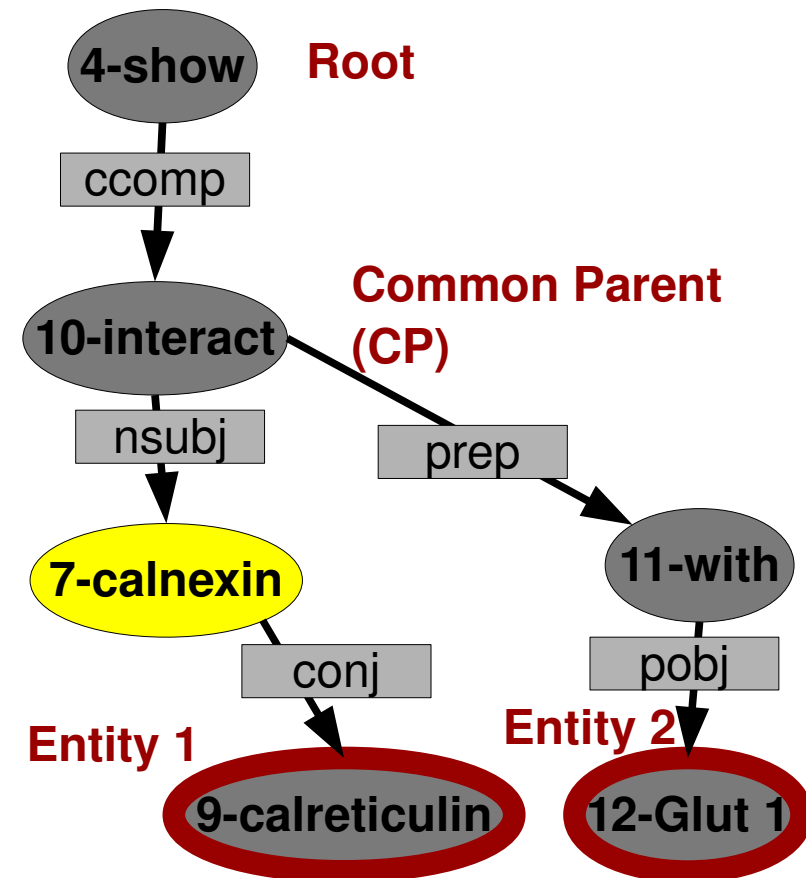 4-show
Root
ccomp
Common Parent
(CP)
10-interact
nsubj
prep
7-calnexin
11-with
conj
pobj
Entity 1
Entity 2
9-calreticulin
12-Glut 1